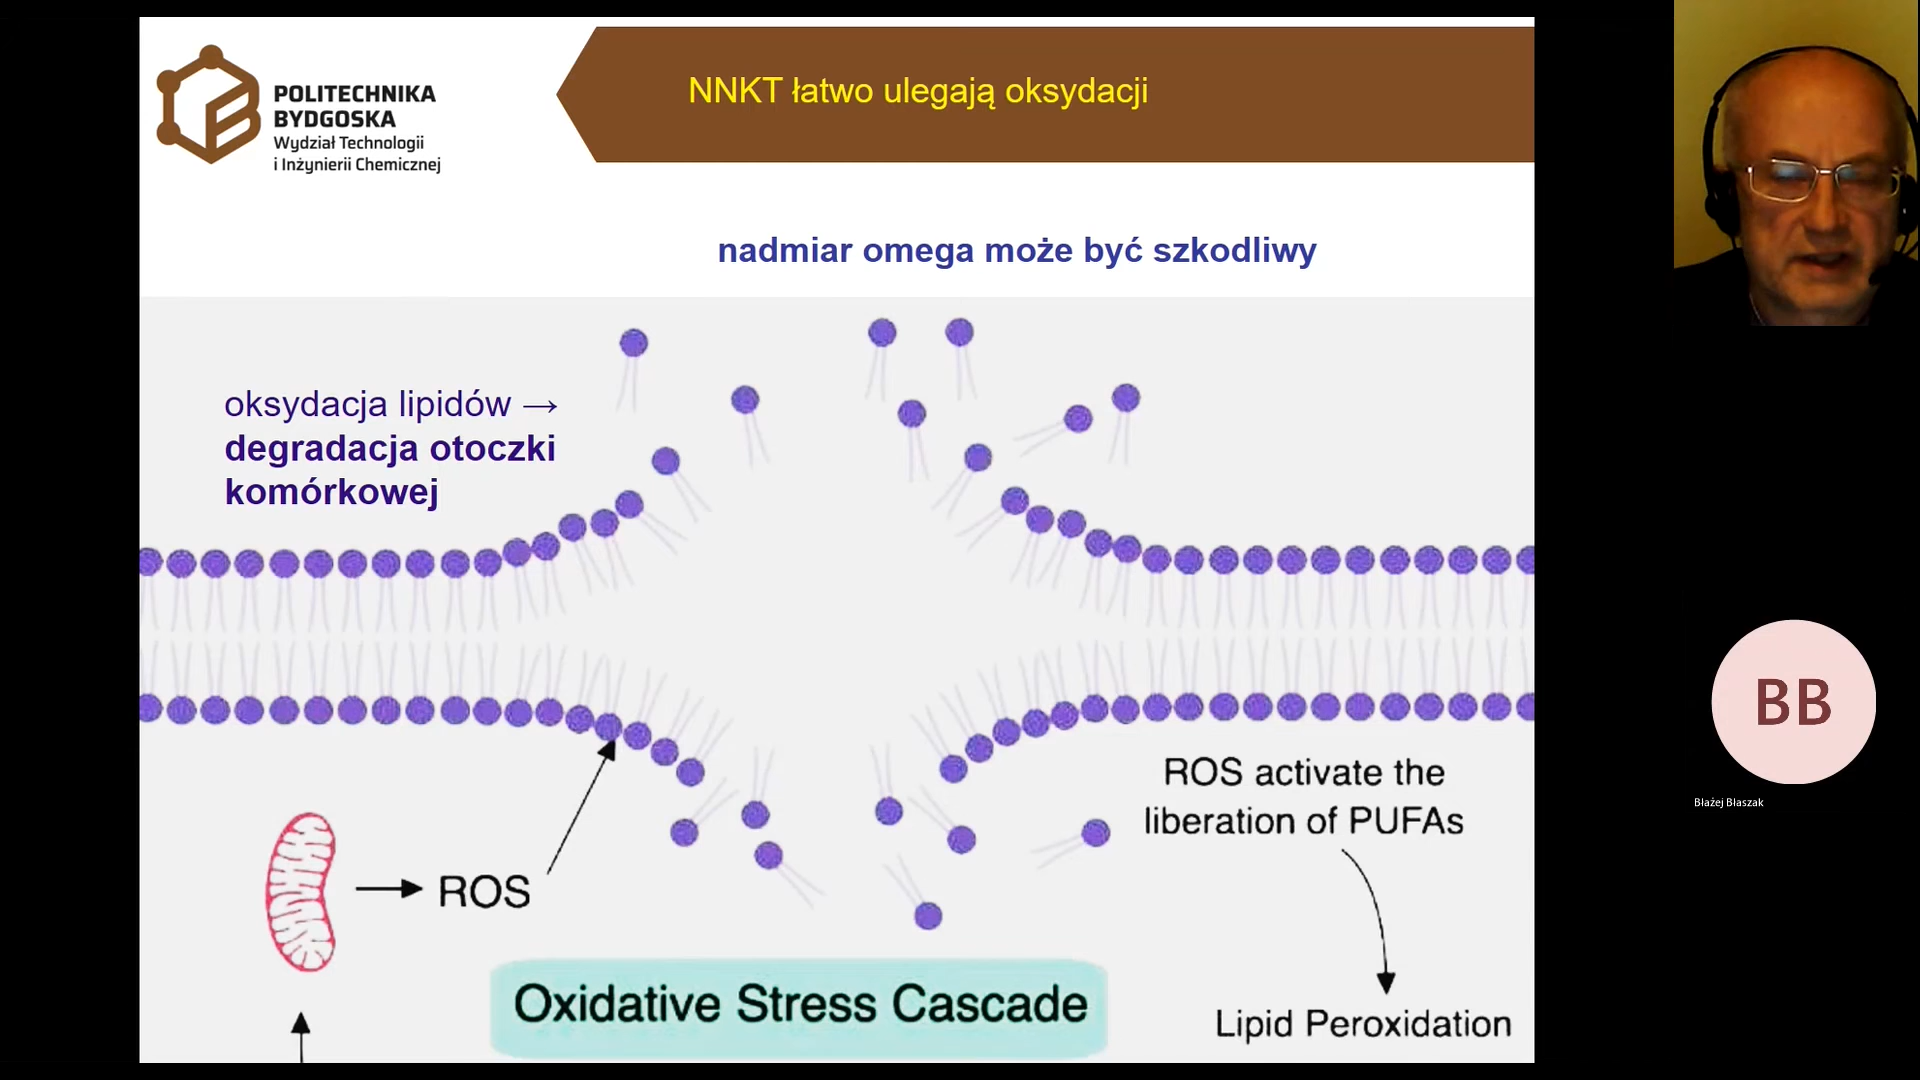 POLITECHNIKA
BYDGOSKA
Wydział Technologii
i Inżynierii Chemicznej
NNKT łatwo ulegają oksydacji
nadmiar omega może być szkodliwy
oksydacja lipidów →
degradacja otoczki
komórkowej
ROS
ROS activate the
liberation of PUFAs
Oxidative Stress Cascade
Lipid Peroxidation
BB
Błażej Błaszak